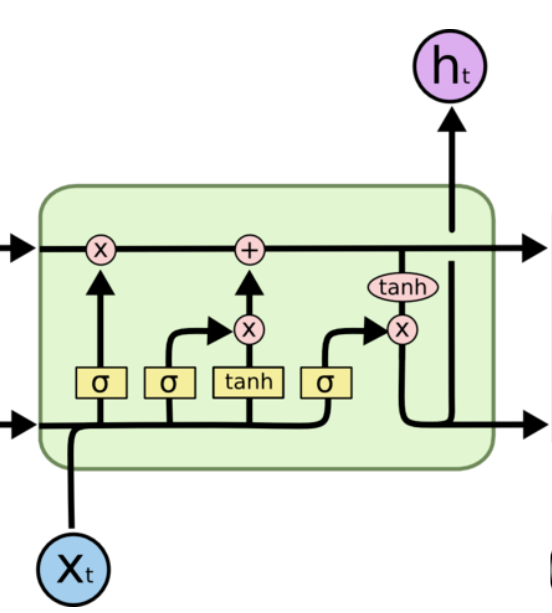 ht
x +
tanh
x x
σ σ tanh σ
xt